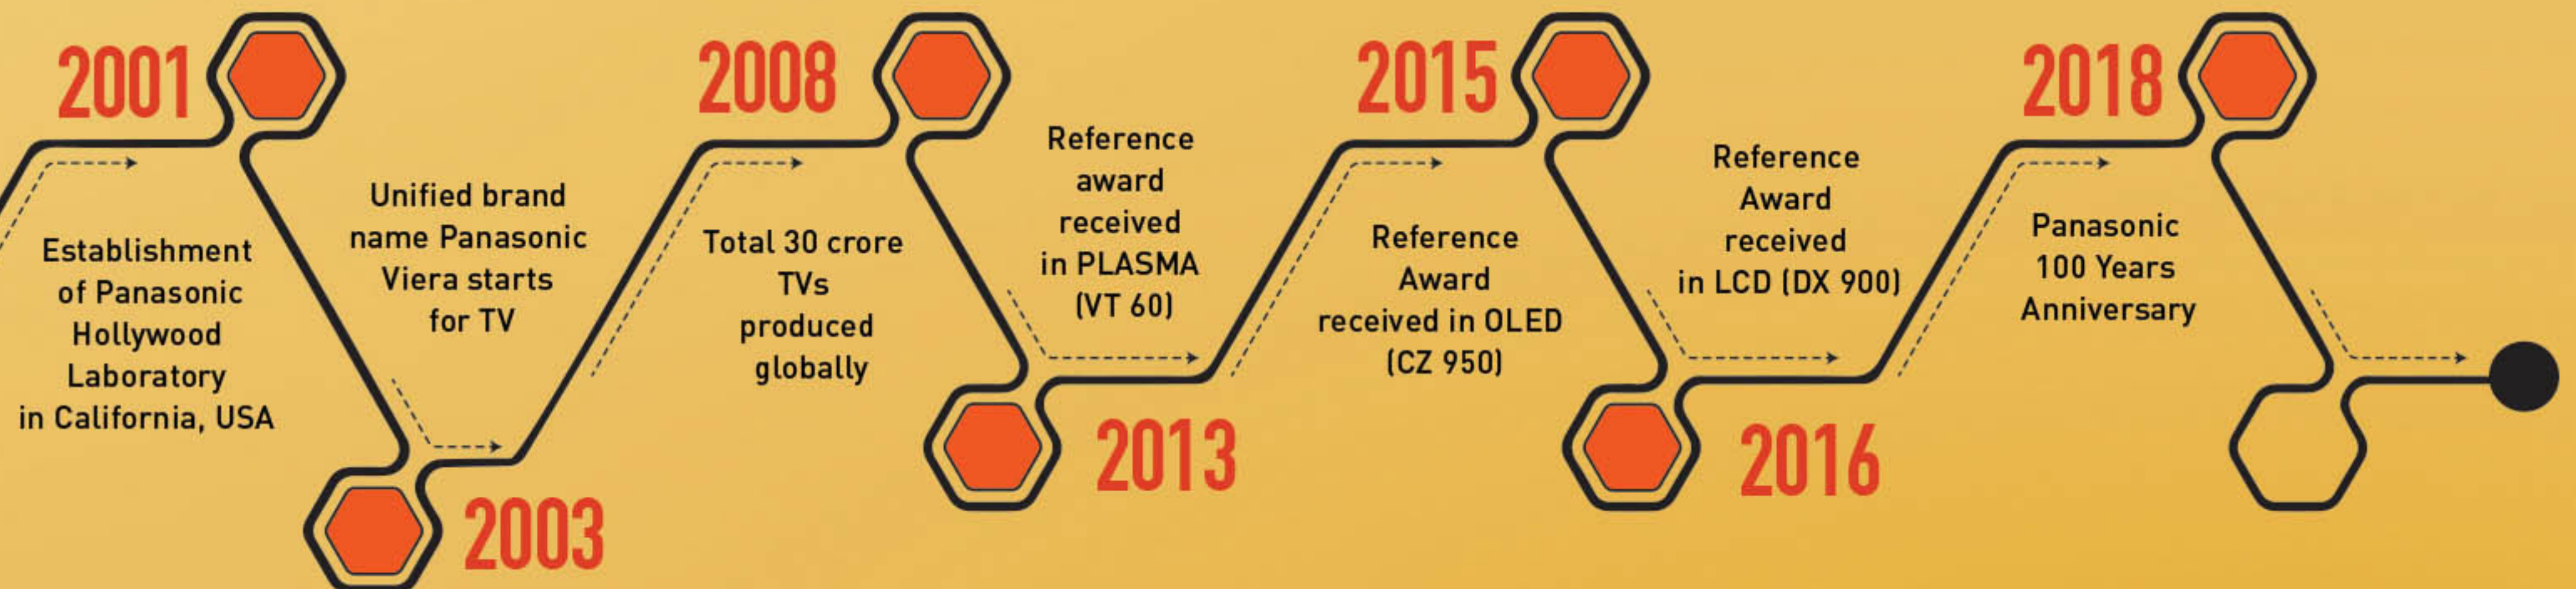 2001
Establishment
of Panasonic
Hollywood
Laboratory
in California, USA
Unified brand
name Panasonic
Viera starts
for TV
2003
2008
Total 30 crore
TVs
produced
globally
Reference
award
received
in PLASMA
(VT 60)
2013
2015
Reference
Award
received in OLED
(CZ 950)
Reference
Award
received
in LCD (DX 900)
2016
2018
Panasonic
100 Years
Anniversary